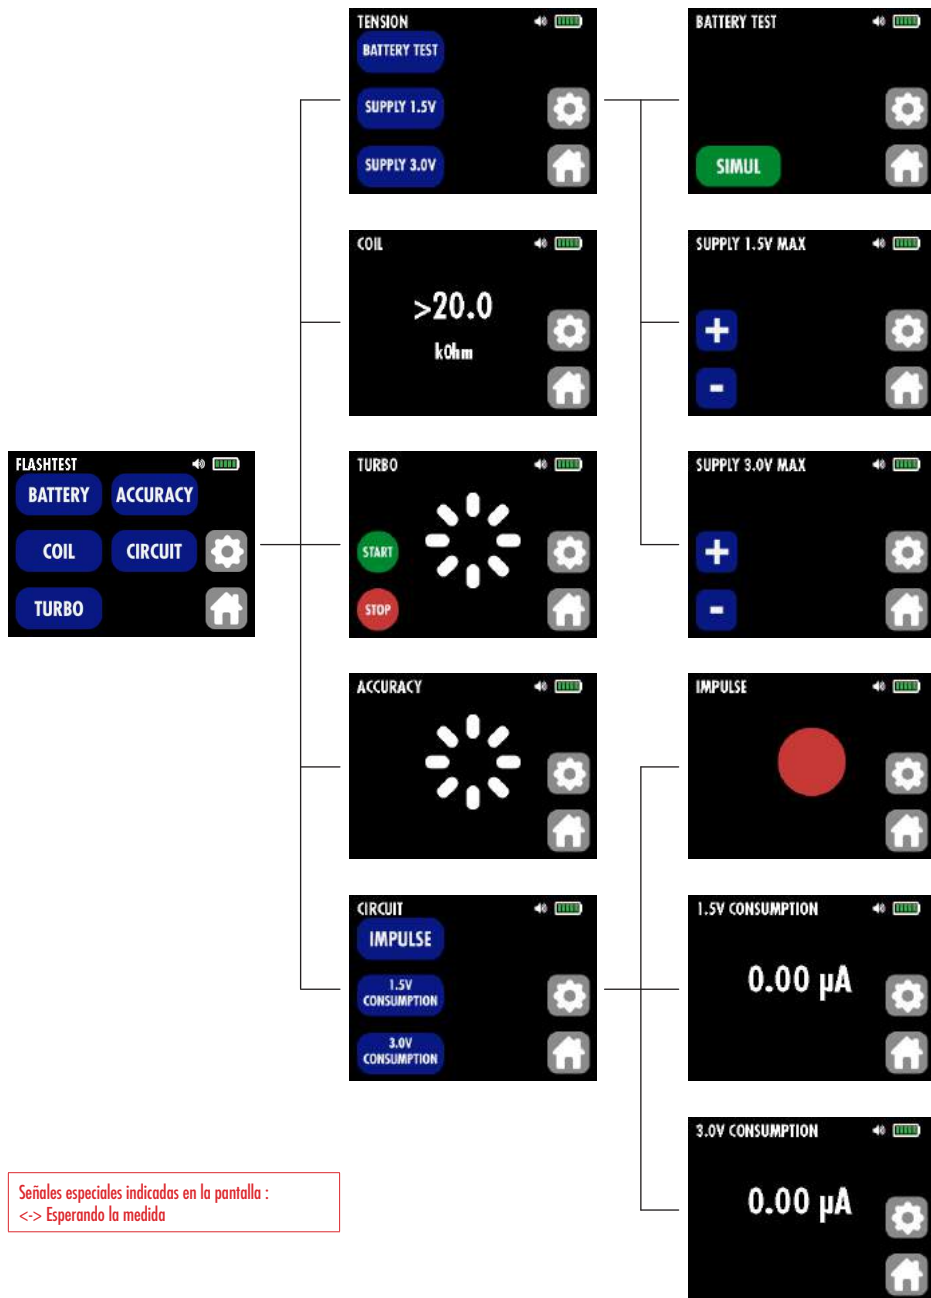 TENSION
BATTERY TEST
SUPPLY 1.5V
SUPPLY 3.0V
BATTERY TEST
SIMUL
COIL
>20.0
kOhm
SUPPLY 1.5V MAX
+
-
FLASHTEST
BATTERY
ACCURACY
COIL
CIRCUIT
TURBO
TURBO
START
STOP
SUPPLY 3.0V MAX
+
-
ACCURACY
IMPULSE
CIRCUIT
IMPULSE
1.5V
CONSUMPTION
3.0V
CONSUMPTION
1.5V CONSUMPTION
0.00 µA
3.0V CONSUMPTION
0.00 µA
Señales especiales indicadas en la pantalla :
<-> Esperando la medida